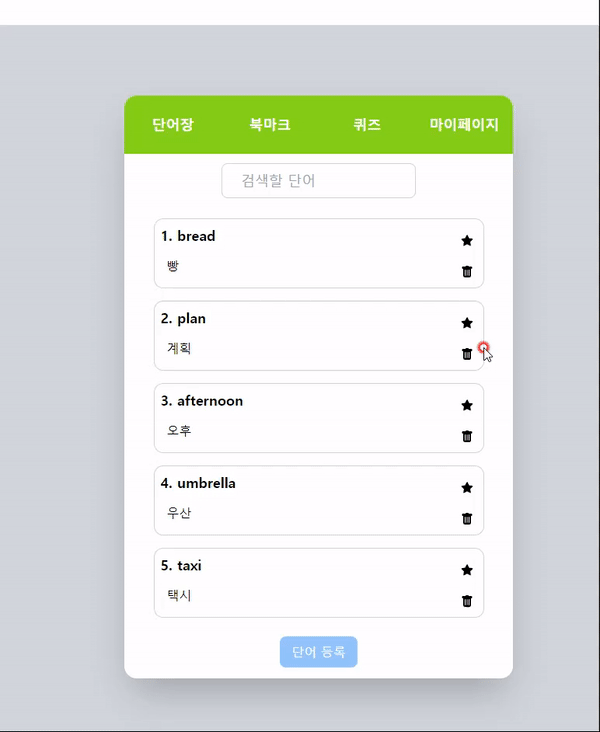 단어장 북마크 퀴즈 마이페이지
검색할 단어
1. bread
빵
2. plan
계획
3. afternoon
오후
4. umbrella
우산
5. taxi
택시
단어 등록